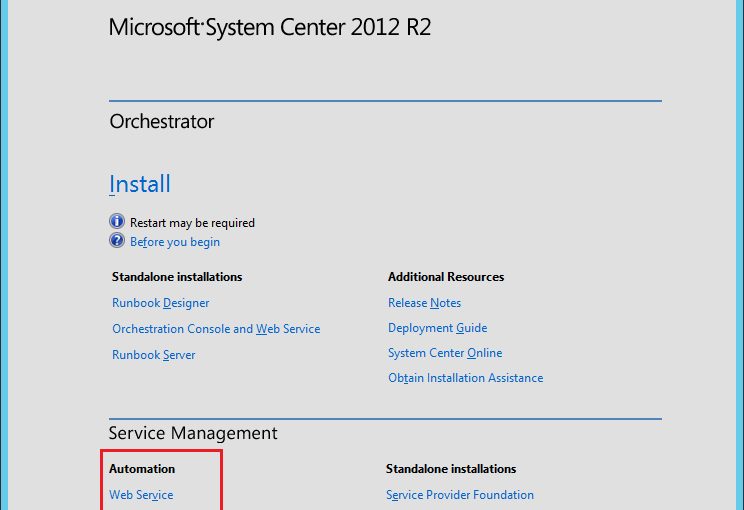 Microsoft System Center 2012 R2
Orchestrator
Install
Restart may be required
Before you begin
Standalone installations
Additional Resources
Runbook Designer
Release Notes
Orchestration Console and Web Service
Deployment Guide
Runbook Server
System Center Online
Obtain Installation Assistance
Service Management
Automation
Standalone installations
Web Service
Service Provider Foundation